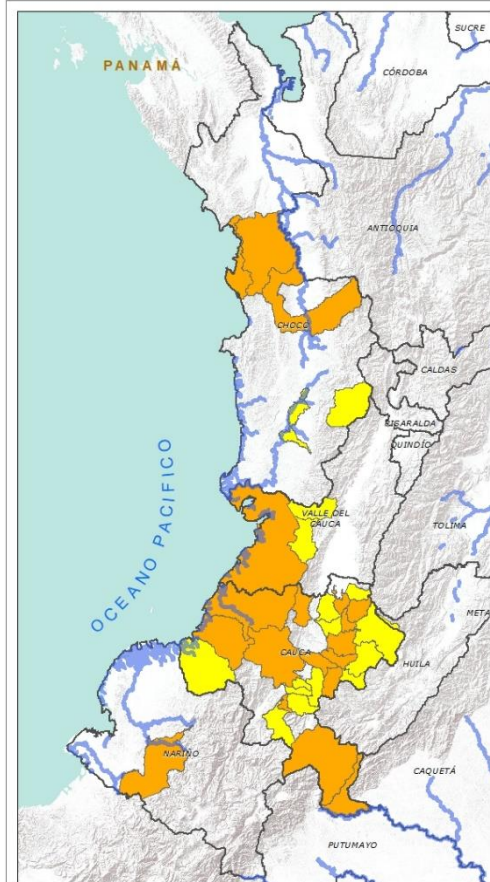 SUCRE
PANAMÁ
CÓRDOBA
ANTIOQUIA
CHOCÓ
CALDAS
RISARALDA
QUINDÍO
OCEANO PACIFICO
VALLE DEL
CAUCA
TOLIMA
META
CAUCA
HUILA
NARIÑO
CAQUETÁ
PUTUMAYO